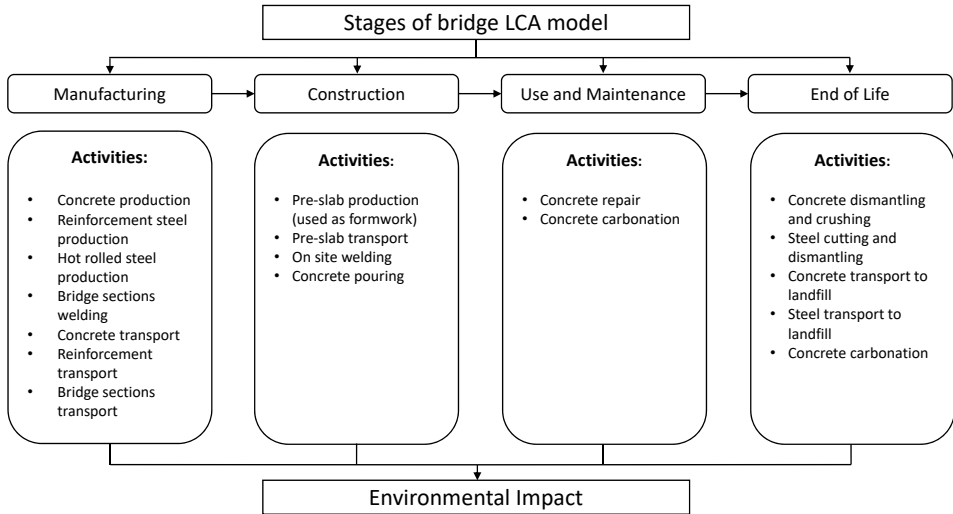 Stages of bridge LCA model
Manufacturing
Construction
Use and Maintenance
End of Life
Activities:
• Concrete production
• Reinforcement steel
production
• Hot rolled steel
production
• Bridge sections
welding
• Concrete transport
• Reinforcement
transport
• Bridge sections
transport
Activities:
• Pre-slab production
(used as formwork)
• Pre-slab transport
• On site welding
• Concrete pouring
Activities:
• Concrete repair
• Concrete carbonation
Activities:
• Concrete dismantling
and crushing
• Steel cutting and
dismantling
• Concrete transport to
landfill
• Steel transport to
landfill
• Concrete carbonation
Environmental Impact